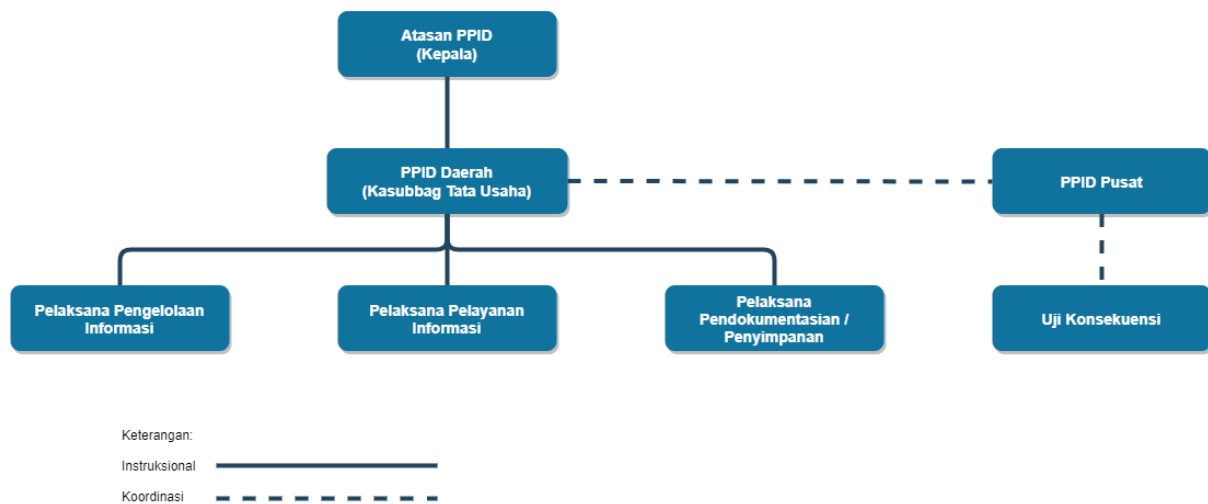 Atasan PPID
(Kepala)
PPID Daerah
(Kasubbag Tata Usaha)
PPID Pusat
Pelaksana Pengelolaan
Informasi
Pelaksana Pelayanan
Informasi
Pelaksana
Pendokumentasian /
Penyimpanan
Uji Konsekuensi
Keterangan:
Instruksional
Koordinasi